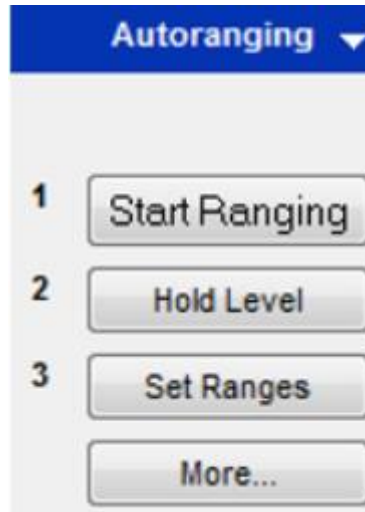 Autoranging
1 Start Ranging
2 Hold Level
3 Set Ranges
More...